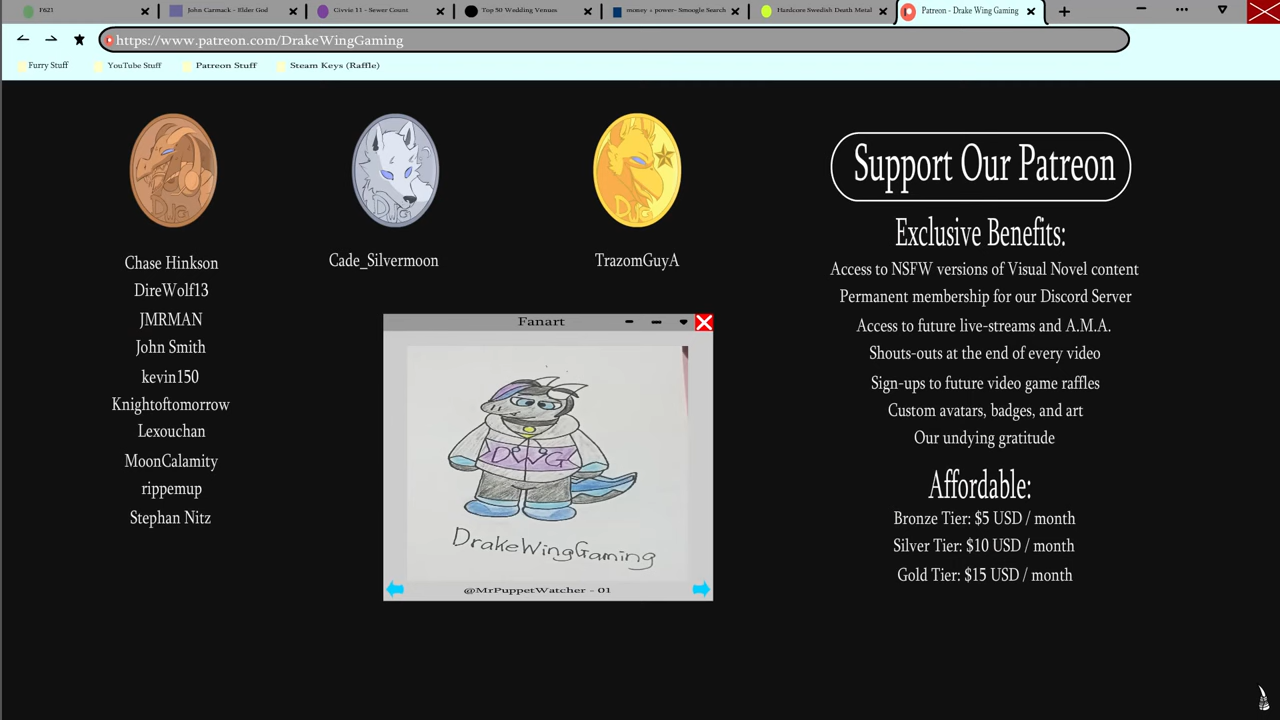 F621
John Carmack - Elder God
Civvie 11 - Sewer Count
Top 50 Wedding Venues
money + power- Smoogle Search
Hardcore Swedish Death Metal
Patreon - Drake Wing Gaming
https://www.patreon.com/DrakeWingGaming
Furry Stuff
YouTube Stuff
Patreon Stuff
Steam Keys (Raffle)
DWG
DWG
DWG
Chase Hinkson
DireWolf13
JMRMAN
John Smith
kevin150
Knightoftomorrow
Lexouchan
MoonCalamity
rippemup
Stephan Nitz
Cade_Silvermoon
TrazomGuyA
Fanart
DWG
DrakeWingGaming
@MrPuppetWatcher - 01
Support Our Patreon
Exclusive Benefits:
Access to NSFW versions of Visual Novel content
Permanent membership for our Discord Server
Access to future live-streams and A.M.A.
Shouts-outs at the end of every video
Sign-ups to future video game raffles
Custom avatars, badges, and art
Our undying gratitude
Affordable:
Bronze Tier: $5 USD / month
Silver Tier: $10 USD / month
Gold Tier: $15 USD / month